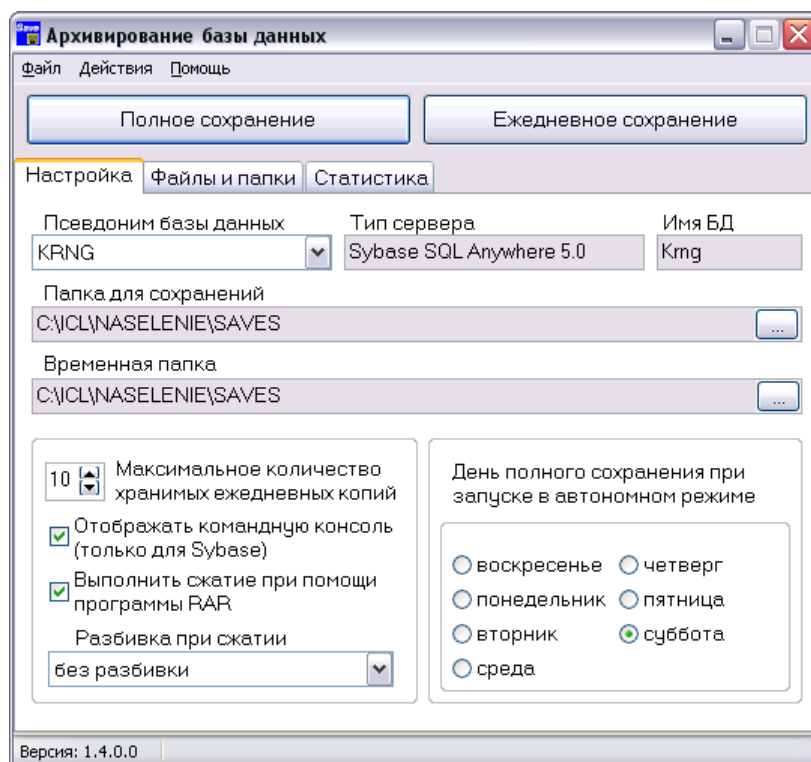 Save
Архивирование базы данных
Файл Действия Помощь
Полное сохранение Ежедневное сохранение
Настройка Файлы и папки Статистика
Псевдоним базы данных Тип сервера Имя БД
KRNG Sybase SQL Anywhere 5.0 Krng
Папка для сохранений
C:\ICL\NASELENIE\SAVES ...
Временная папка
C:\ICL\NASELENIE\SAVES ...
10 Максимальное количество
хранимых ежедневных копий
Отображать командную консоль
(только для Sybase)
Выполнить сжатие при помощи
программы RAR
Разбивка при сжатии
без разбивки
День полного сохранения при
запуске в автономном режиме
воскресенье четверг
понедельник пятница
вторник суббота
среда
Версия: 1.4.0.0